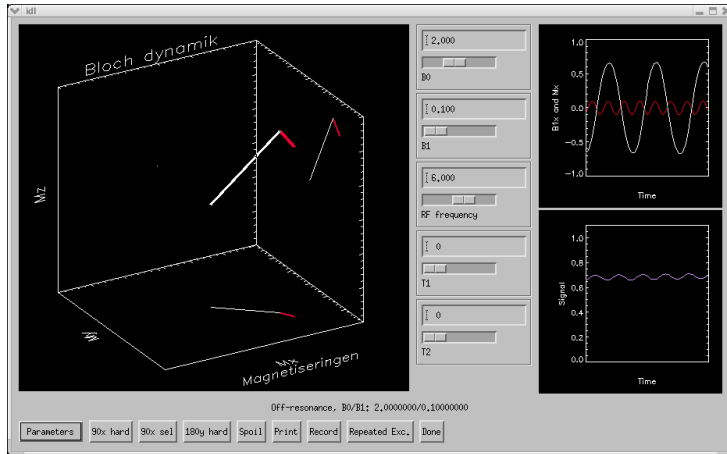 idl
Bloch dynamik
Mz
My
Mx
Magnetiseringen
2.000
B0
0.100
B1
6.000
RF frequency
0
T1
0
T2
B1x and Mx
1.0
0.5
0.0
-0.5
-1.0
Time
Signal
1.0
0.8
0.6
0.4
0.2
0.0
Time
Off-resonance, B0/B1: 2.0000000/0.10000000
Parameters
90x hard
90x sel
180y hard
Spoil
Print
Record
Repeated Exc.
Done